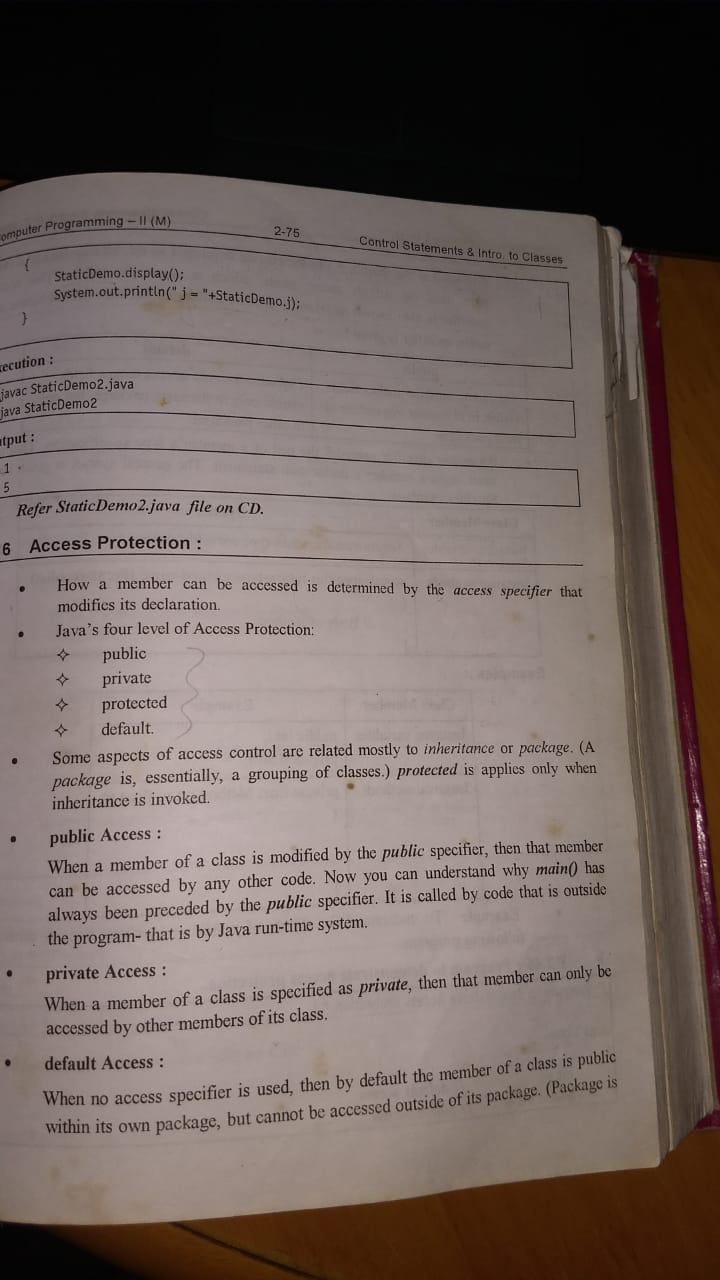 omputer Programming – II (M)
2-75
Control Statements & Intro. to Classes
{
StaticDemo.display();
System.out.println(" j = "+StaticDemo.j);
}
ecution :
javac StaticDemo2.java
java StaticDemo2
tput :
1
5
Refer StaticDemo2.java file on CD.
6 Access Protection :
• How a member can be accessed is determined by the access specifier that
modifies its declaration.
• Java's four level of Access Protection:
✧ public
✧ private
✧ protected
✧ default.
• Some aspects of access control are related mostly to inheritance or package. (A
package is, essentially, a grouping of classes.) protected is applies only when
inheritance is invoked.
• public Access :
When a member of a class is modified by the public specifier, then that member
can be accessed by any other code. Now you can understand why main() has
always been preceded by the public specifier. It is called by code that is outside
the program- that is by Java run-time system.
• private Access :
When a member of a class is specified as private, then that member can only be
accessed by other members of its class.
• default Access :
When no access specifier is used, then by default the member of a class is public
within its own package, but cannot be accessed outside of its package. (Package is